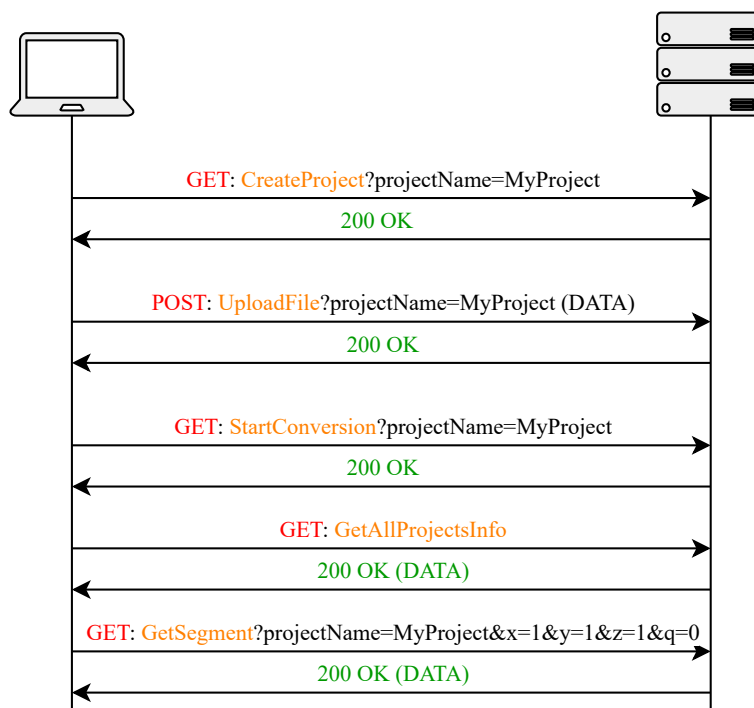 GET: CreateProject?projectName=MyProject
200 OK
POST: UploadFile?projectName=MyProject (DATA)
200 OK
GET: StartConversion?projectName=MyProject
200 OK
GET: GetAllProjectsInfo
200 OK (DATA)
GET: GetSegment?projectName=MyProject&x=1&y=1&z=1&q=0
200 OK (DATA)